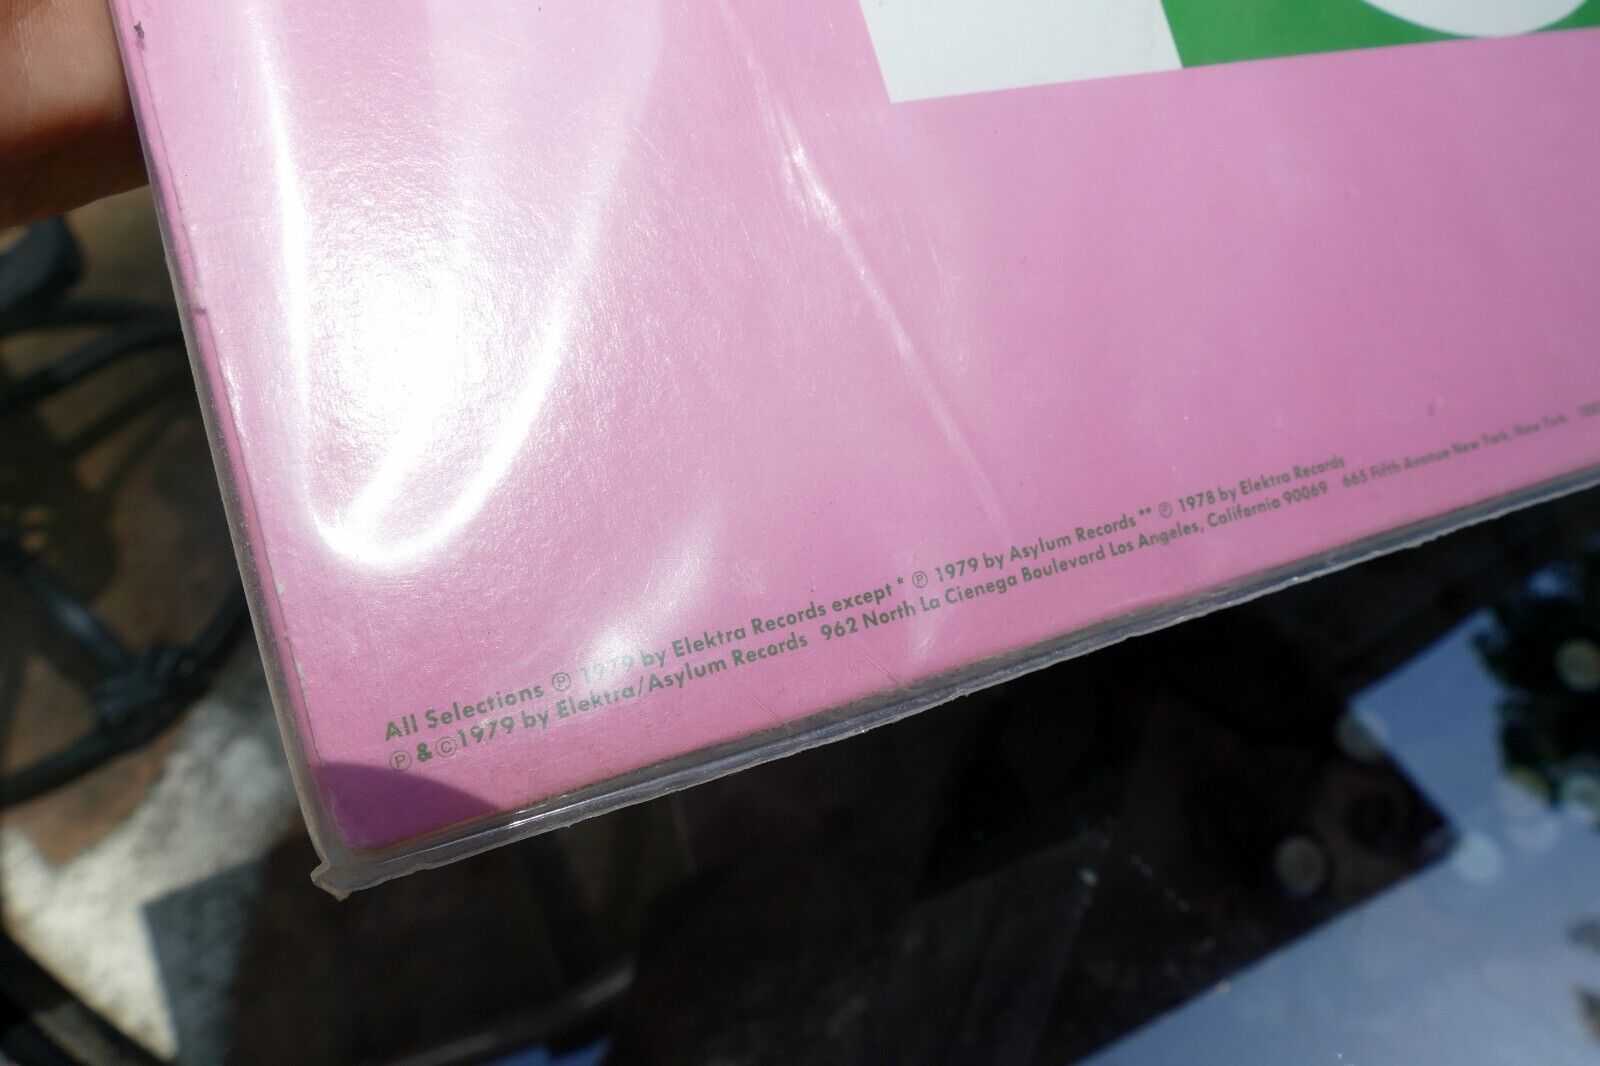 All Selections ℗ 1979 by Elektra Records except * ℗ 1979 by Asylum Records ** ℗ 1978 by Elektra Records
℗ & © 1979 by Elektra/Asylum Records 962 North La Cienega Boulevard Los Angeles, California 90069 665 Fifth Avenue New York, New York